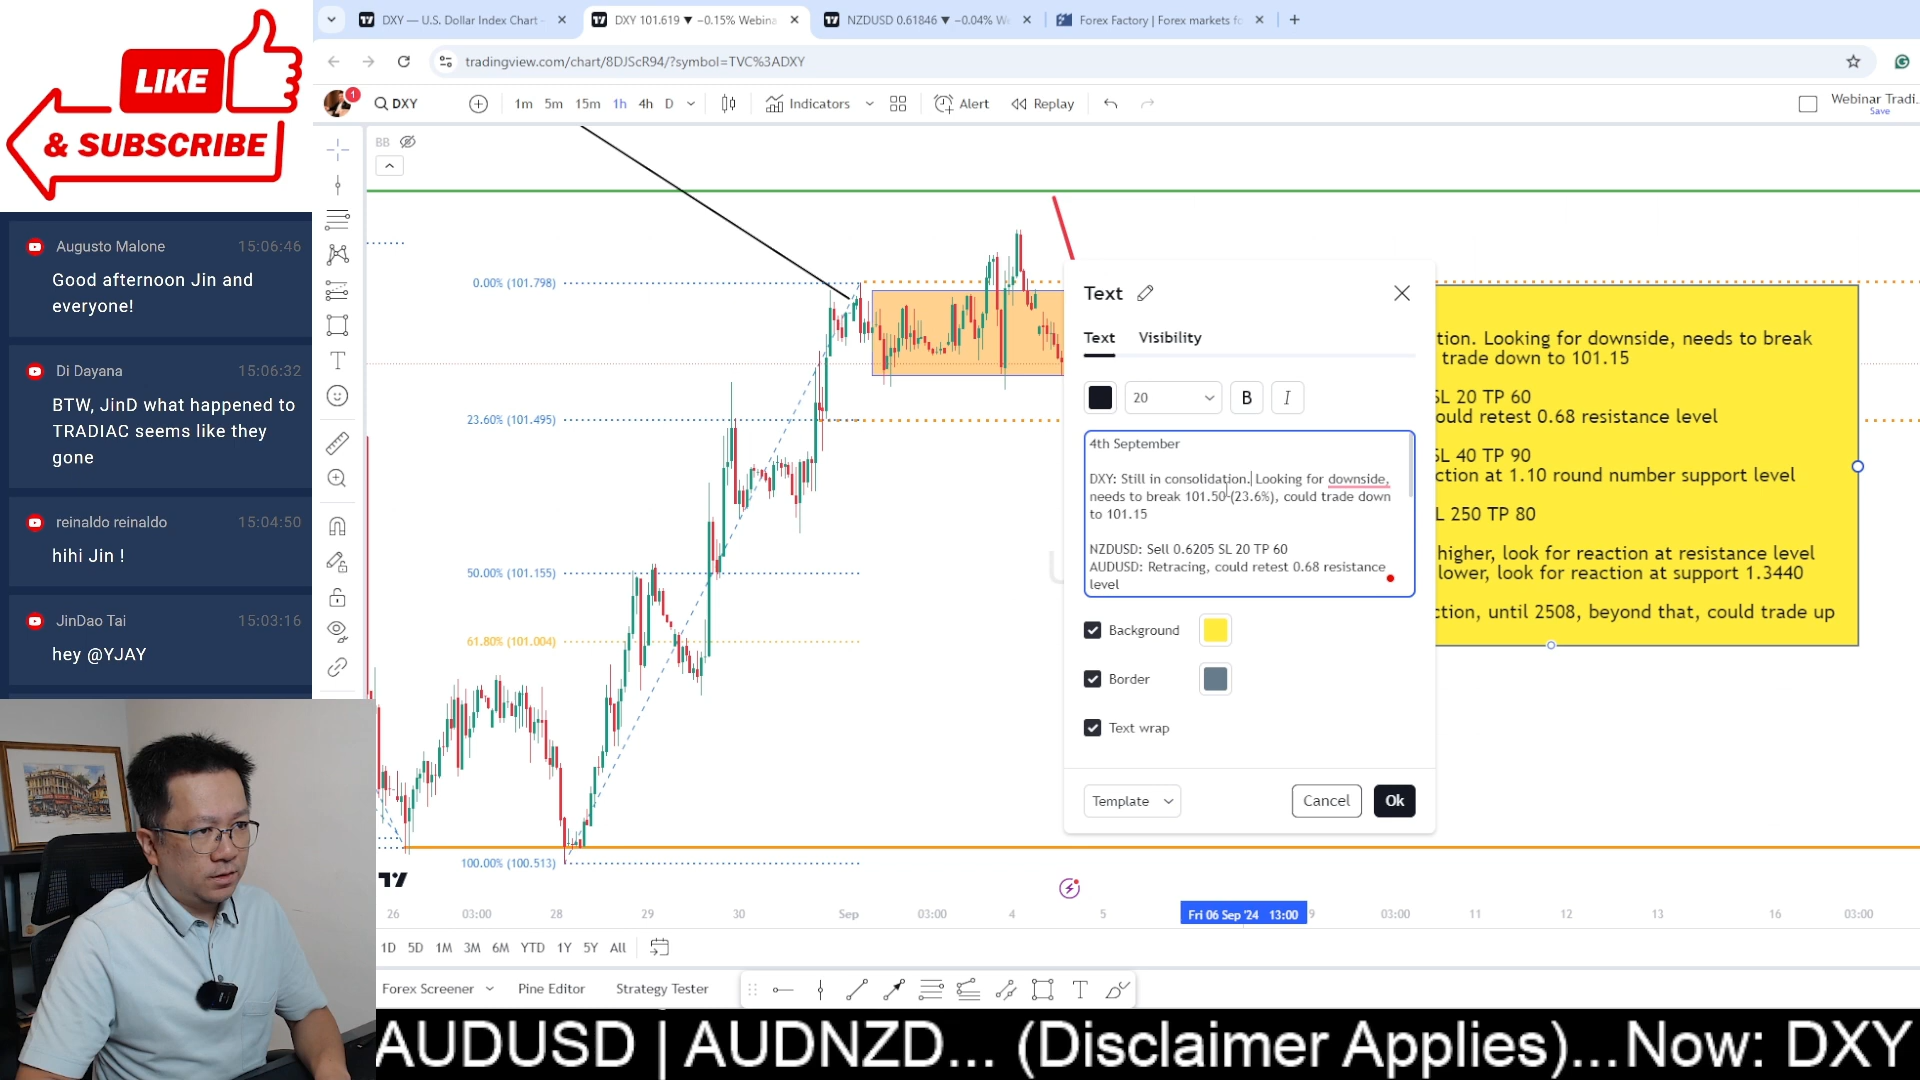 LIKE
& SUBSCRIBE
Augusto Malone 15:06:46
Good afternoon Jin and
everyone!
Di Dayana 15:06:32
BTW, JinD what happened to
TRADIAC seems like they
gone
reinaldo reinaldo 15:04:50
hihi Jin !
JinDao Tai 15:03:16
hey @YJAY
DXY — U.S. Dollar Index Chart
DXY 101.619 ▼ −0.15% Webina
NZDUSD 0.61846 ▼ −0.04% W
Forex Factory | Forex markets fo
tradingview.com/chart/8DJScR94/?symbol=TVC%3ADXY
1
DXY
1m 5m 15m 1h 4h D
Indicators
Alert
Replay
Webinar Tradi...
Save
BB
0.00% (101.798)
23.60% (101.495)
50.00% (101.155)
61.80% (101.004)
100.00% (100.513)
Text
Text Visibility
20
B I
4th September
DXY: Still in consolidation. Looking for downside,
needs to break 101.50 (23.6%), could trade down
to 101.15
NZDUSD: Sell 0.6205 SL 20 TP 60
AUDUSD: Retracing, could retest 0.68 resistance
level
Background
Border
Text wrap
Template
Cancel
Ok
tion. Looking for downside, needs to break
trade down to 101.15
SL 20 TP 60
ould retest 0.68 resistance level
SL 40 TP 90
ction at 1.10 round number support level
L 250 TP 80
higher, look for reaction at resistance level
lower, look for reaction at support 1.3440
ction, until 2508, beyond that, could trade up
26 03:00 28 29 30 Sep 03:00 4 5 Fri 06 Sep '24 13:00 9 03:00 11 12 13 16 03:00
1D 5D 1M 3M 6M YTD 1Y 5Y All
Forex Screener
Pine Editor
Strategy Tester
T
AUDUSD | AUDNZD... (Disclaimer Applies)...Now: DXY